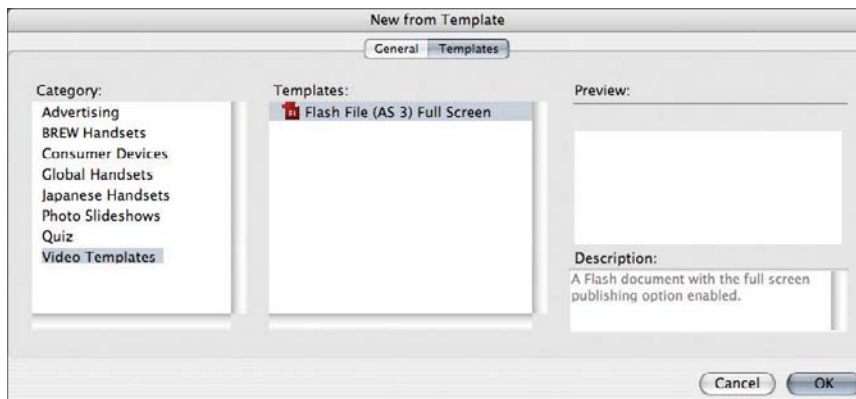 New from Template
General Templates
Category:
Advertising
BREW Handsets
Consumer Devices
Global Handsets
Japanese Handsets
Photo Slideshows
Quiz
Video Templates
Templates:
Flash File (AS 3) Full Screen
Preview:
Description:
A Flash document with the full screen
publishing option enabled.
Cancel OK